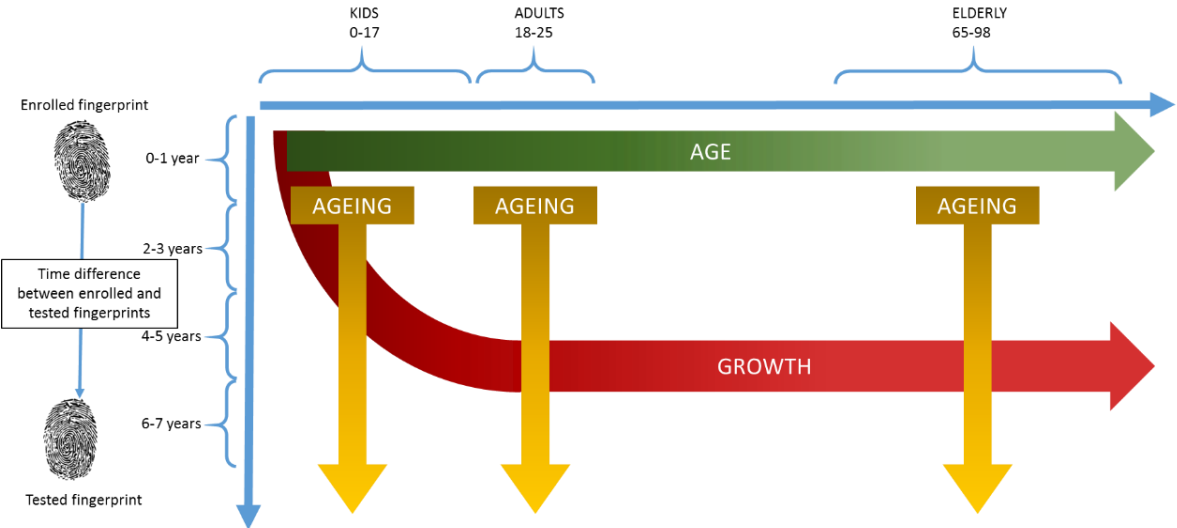 KIDS
0-17
ADULTS
18-25
ELDERLY
65-98
Enrolled fingerprint
0-1 year
AGE
AGEING
AGEING
AGEING
2-3 years
Time difference
between enrolled and
tested fingerprints
4-5 years
GROWTH
6-7 years
Tested fingerprint